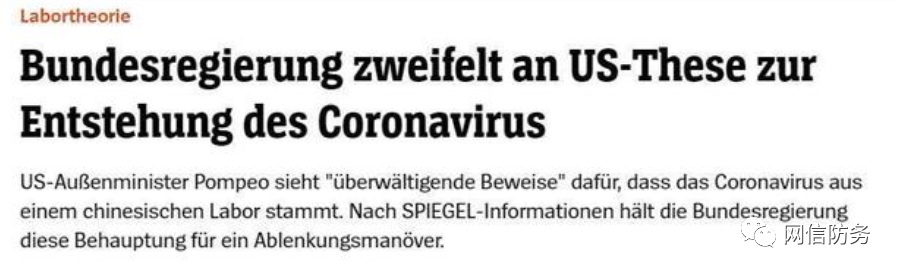 Labortheorie
Bundesregierung zweifelt an US-These zur
Entstehung des Coronavirus
US-Außenminister Pompeo sieht "überwältigende Beweise" dafür, dass das Coronavirus aus
einem chinesischen Labor stammt. Nach SPIEGEL-Informationen hält die Bundesregierung
diese Behauptung für ein Ablenkungsmanöver.
网信防务